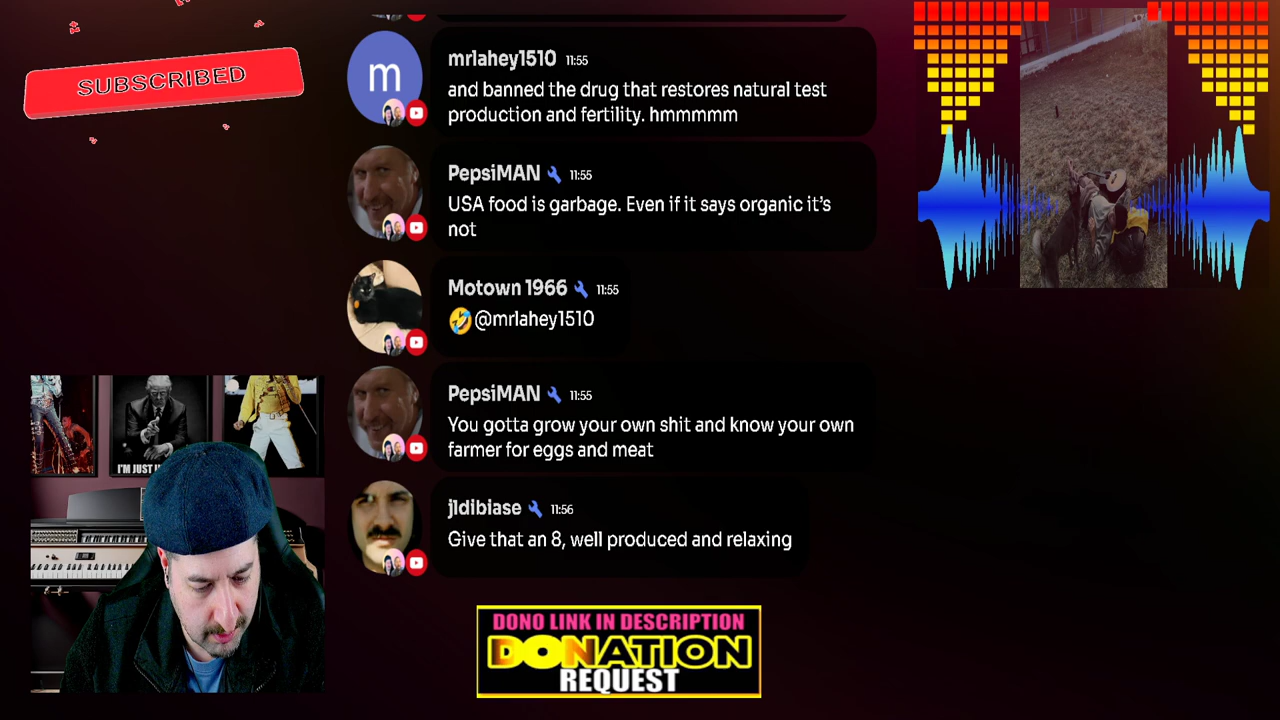 SUBSCRIBED
mrlahey1510 11:55
and banned the drug that restores natural test
production and fertility. hmmmmm
PepsiMAN 11:55
USA food is garbage. Even if it says organic it's
not
Motown 1966 11:55
🤣@mrlahey1510
PepsiMAN 11:55
You gotta grow your own shit and know your own
farmer for eggs and meat
jldibiase 11:56
Give that an 8, well produced and relaxing
m
I'M JUST
DONO LINK IN DESCRIPTION
DONATION
REQUEST